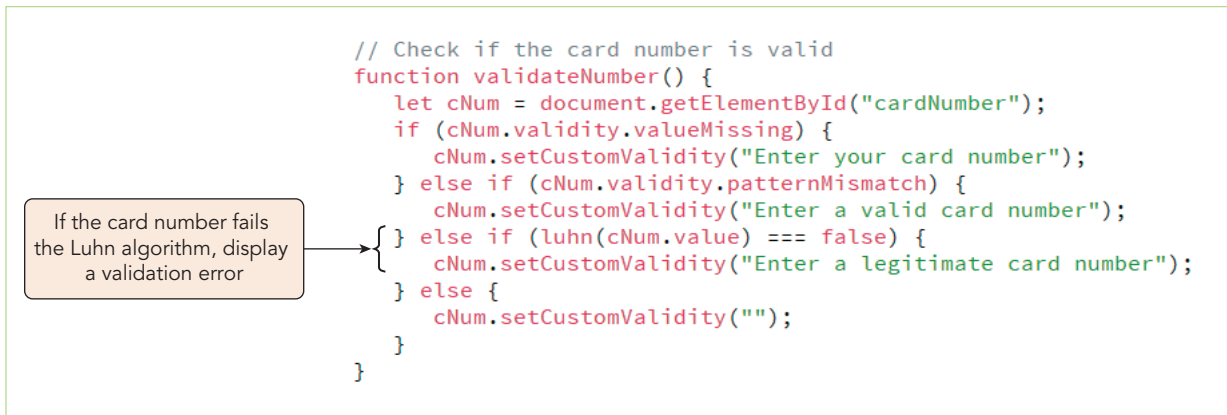 // Check if the card number is valid
function validateNumber() {
   let cNum = document.getElementById("cardNumber");
   if (cNum.validity.valueMissing) {
      cNum.setCustomValidity("Enter your card number");
   } else if (cNum.validity.patternMismatch) {
      cNum.setCustomValidity("Enter a valid card number");
   } else if (luhn(cNum.value) === false) {
      cNum.setCustomValidity("Enter a legitimate card number");
   } else {
      cNum.setCustomValidity("");
   }
}
If the card number fails
the Luhn algorithm, display
a validation error